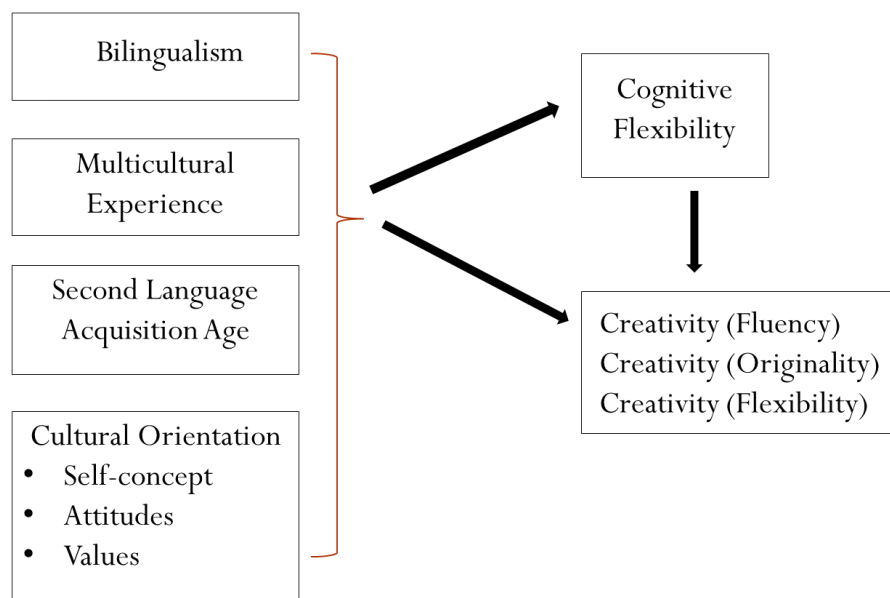 Bilingualism
Multicultural
Experience
Second Language
Acquisition Age
Cultural Orientation
• Self-concept
• Attitudes
• Values
Cognitive
Flexibility
Creativity (Fluency)
Creativity (Originality)
Creativity (Flexibility)